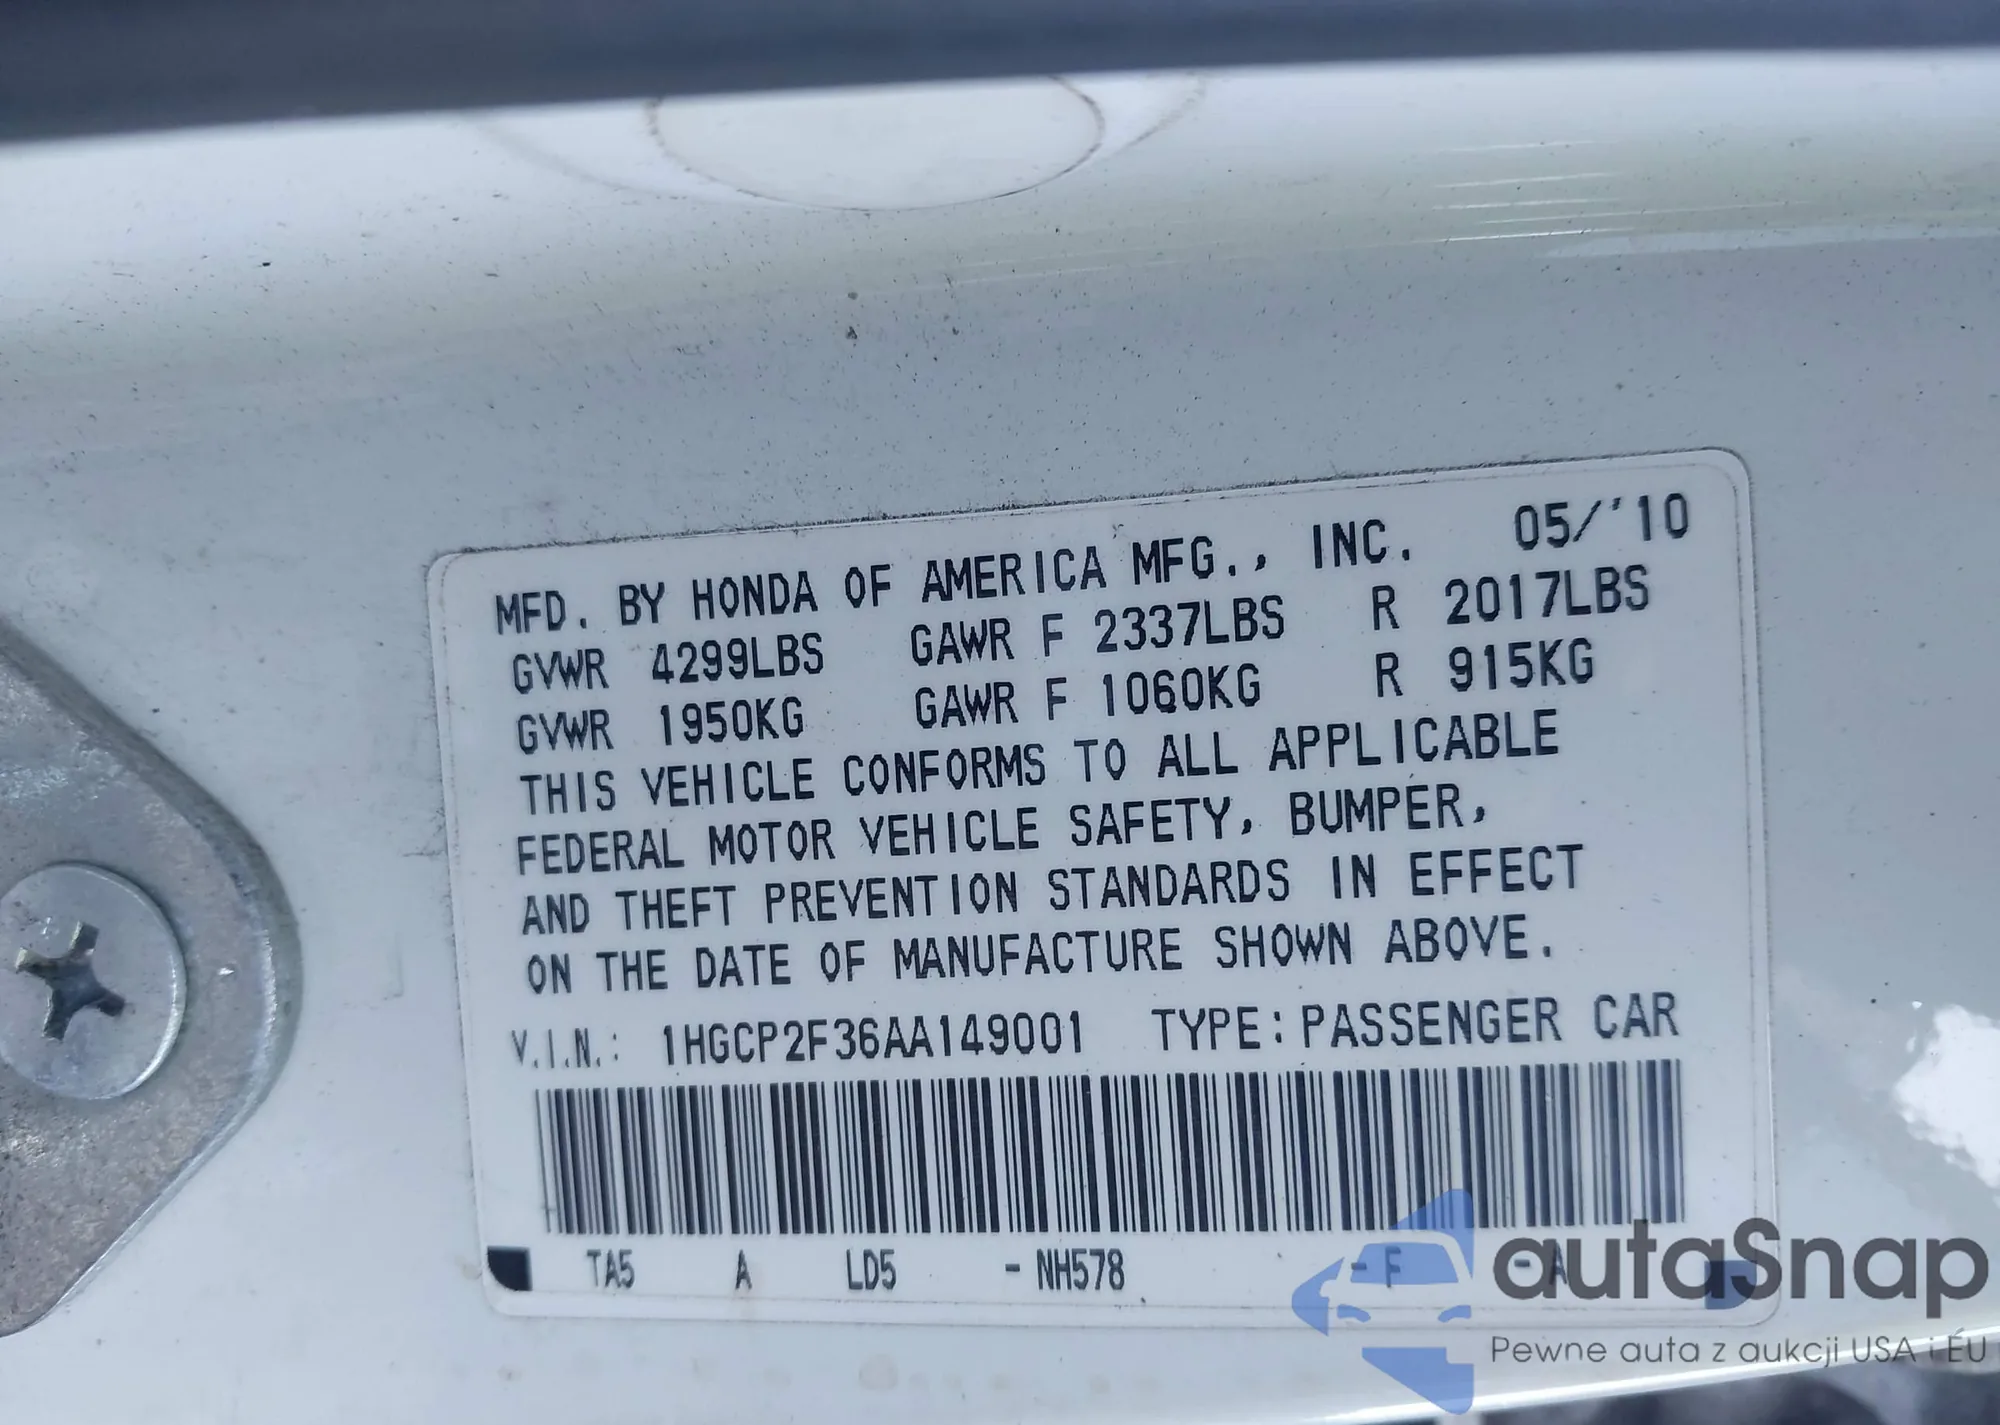 MFD. BY HONDA OF AMERICA MFG., INC. 05/'10
GVWR 4299LBS GAWR F 2337LBS R 2017LBS
GVWR 1950KG GAWR F 1060KG R 915KG
THIS VEHICLE CONFORMS TO ALL APPLICABLE
FEDERAL MOTOR VEHICLE SAFETY, BUMPER,
AND THEFT PREVENTION STANDARDS IN EFFECT
ON THE DATE OF MANUFACTURE SHOWN ABOVE.
V.I.N.: 1HGCP2F36AA149001 TYPE: PASSENGER CAR
TA5 A LD5 - NH578 - F - A
autaSnap
Pewne auta z aukcji USA i EU